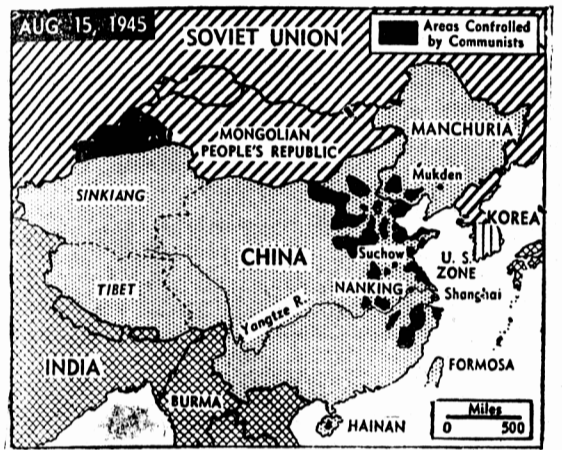 AUG. 15, 1945
Areas Controlled
by Communists
SOVIET UNION
MONGOLIAN
PEOPLE'S REPUBLIC
MANCHURIA
Mukden
SINKIANG
KOREA
CHINA
Suchow
U. S.
ZONE
TIBET
NANKING
Shanghai
Yangtze R.
INDIA
FORMOSA
BURMA
HAINAN
Miles
0 500